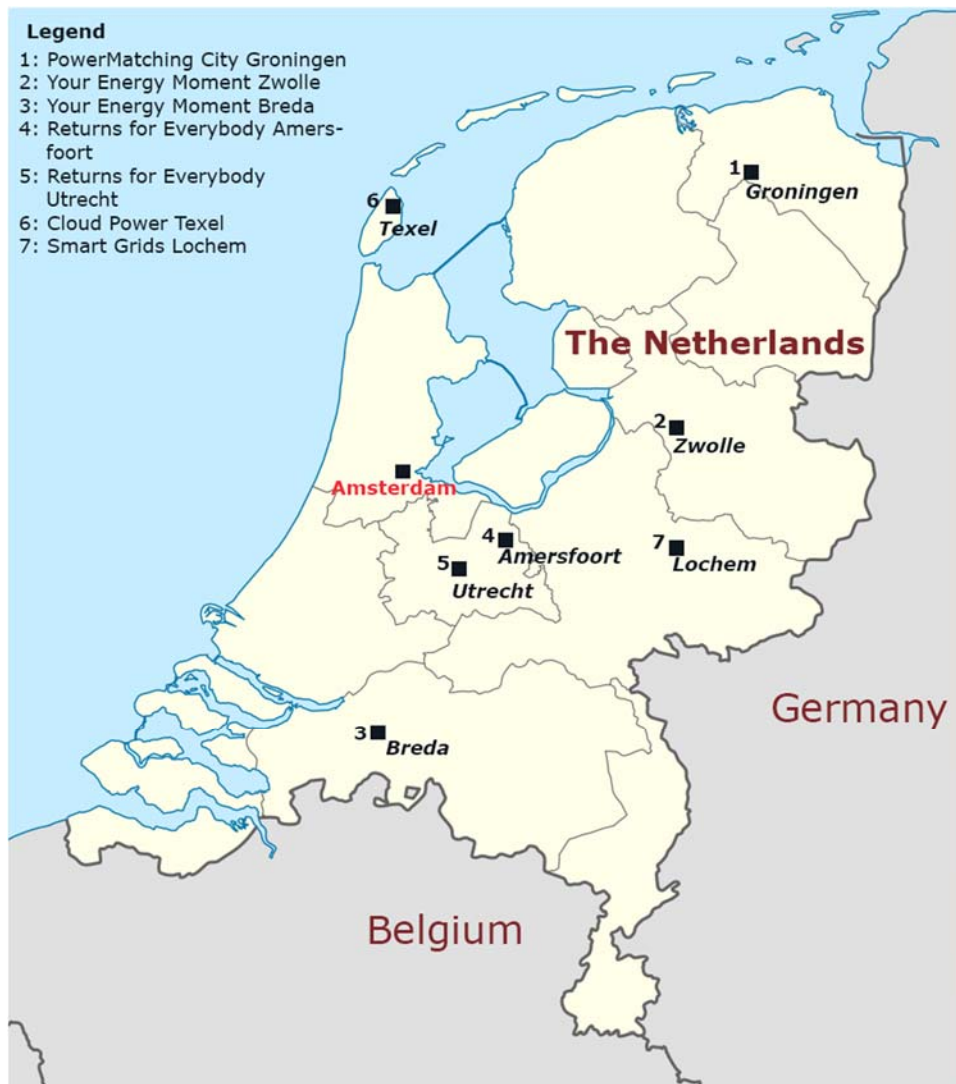 Legend
1: PowerMatching City Groningen
2: Your Energy Moment Zwolle
3: Your Energy Moment Breda
4: Returns for Everybody Amers-
foort
5: Returns for Everybody
Utrecht
6: Cloud Power Texel
7: Smart Grids Lochem
1
Groningen
6
Texel
The Netherlands
2
Zwolle
Amsterdam
4
Amersfoort
7
Lochem
5
Utrecht
Germany
3
Breda
Belgium